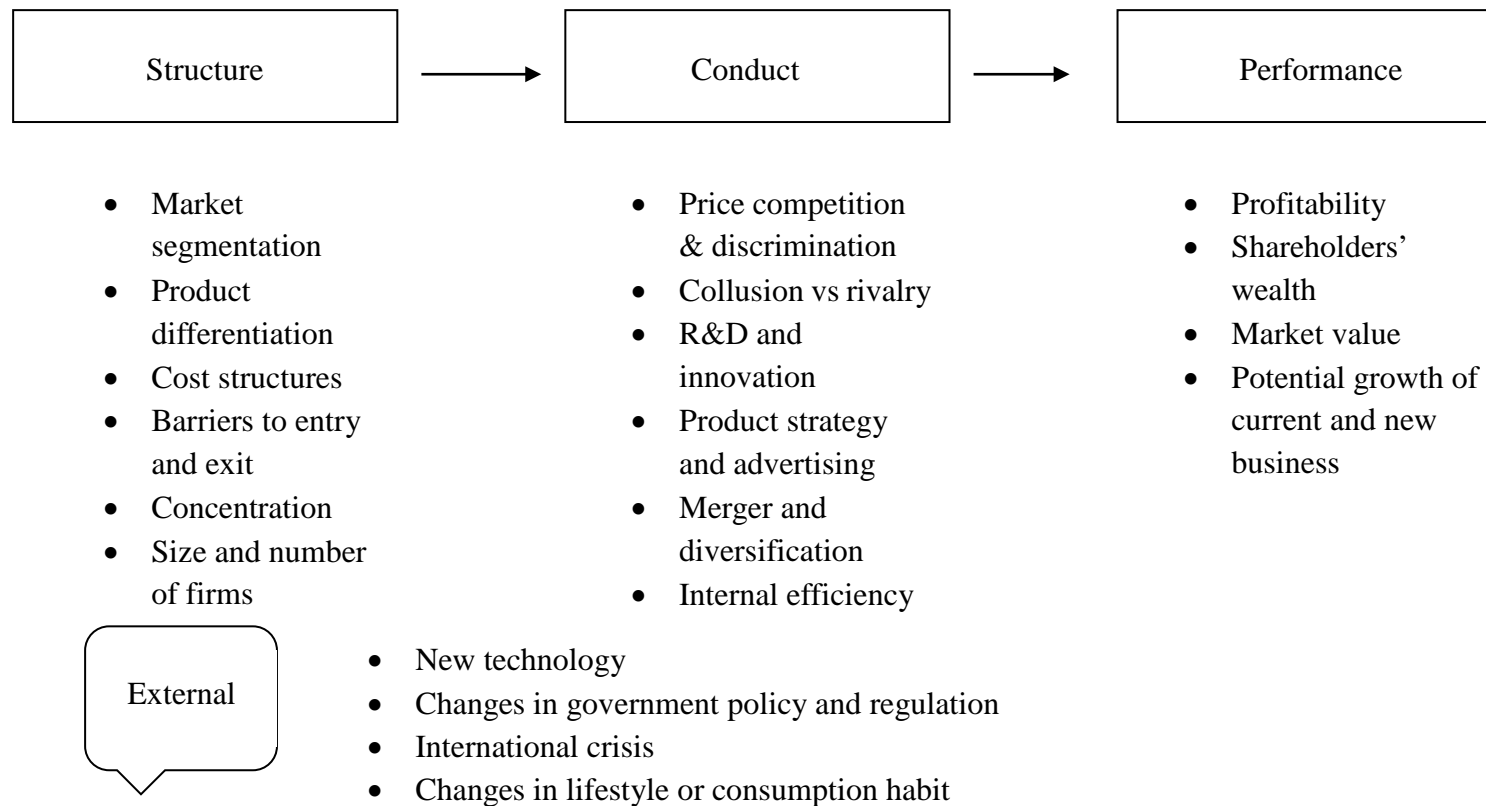 Structure
Conduct
Performance
• Market
segmentation
• Product
differentiation
• Cost structures
• Barriers to entry
and exit
• Concentration
• Size and number
of firms
• Price competition
& discrimination
• Collusion vs rivalry
• R&D and
innovation
• Product strategy
and advertising
• Merger and
diversification
• Internal efficiency
• Profitability
• Shareholders’
wealth
• Market value
• Potential growth of
current and new
business
External
• New technology
• Changes in government policy and regulation
• International crisis
• Changes in lifestyle or consumption habit